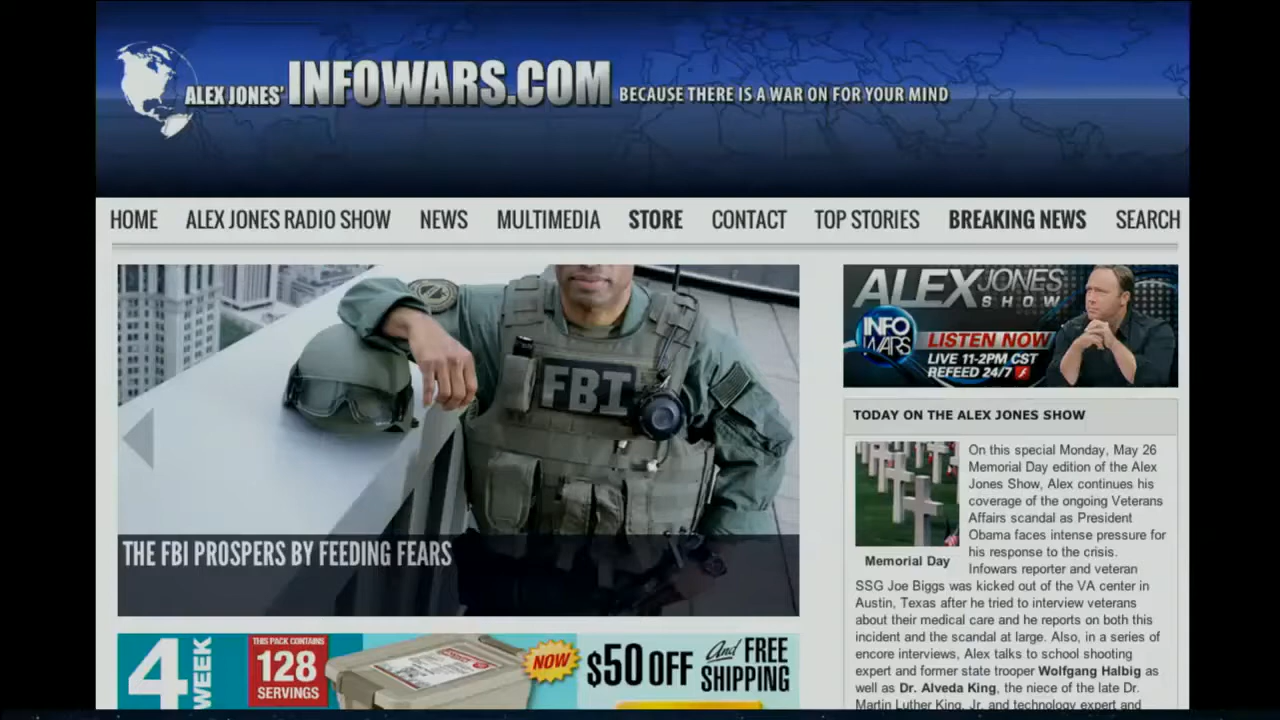 ALEX JONES' INFOWARS.COM BECAUSE THERE IS A WAR ON FOR YOUR MIND
HOME ALEX JONES RADIO SHOW NEWS MULTIMEDIA STORE CONTACT TOP STORIES BREAKING NEWS SEARCH
FBI
THE FBI PROSPERS BY FEEDING FEARS
4 WEEK
THIS PACK CONTAINS
128
SERVINGS
NOW
$50 OFF And FREE SHIPPING
ALEX JONES
SHOW
INFO
WARS
LISTEN NOW
LIVE 11-2PM CST
REFEED 24/7
TODAY ON THE ALEX JONES SHOW
Memorial Day
On this special Monday, May 26
Memorial Day edition of the Alex
Jones Show, Alex continues his
coverage of the ongoing Veterans
Affairs scandal as President
Obama faces intense pressure for
his response to the crisis.
Infowars reporter and veteran
SSG Joe Biggs was kicked out of the VA center in
Austin, Texas after he tried to interview veterans
about their medical care and he reports on both this
incident and the scandal at large. Also, in a series of
encore interviews, Alex talks to school shooting
expert and former state trooper Wolfgang Halbig as
well as Dr. Alveda King, the niece of the late Dr.
Martin Luther King, Jr. and technology expert and